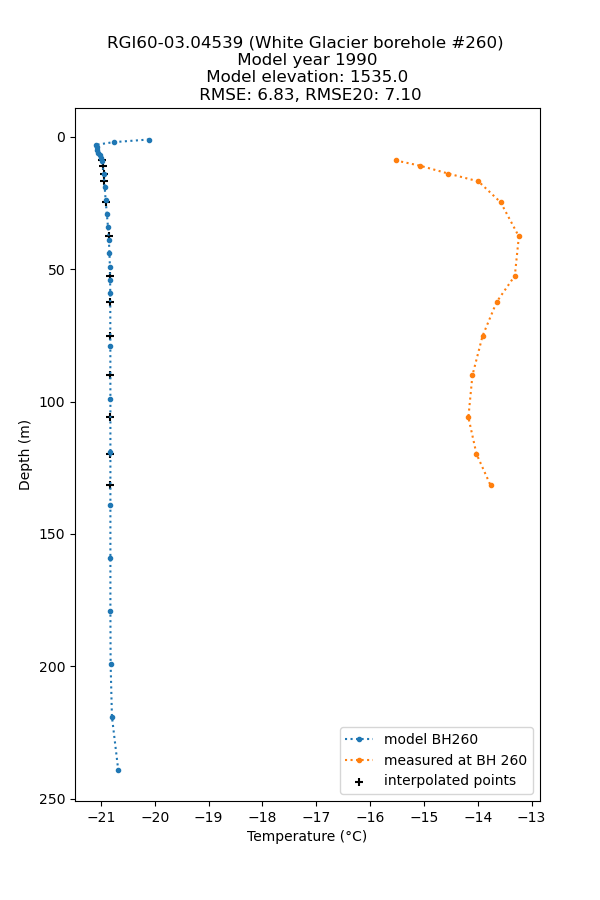 RGI60-03.04539 (White Glacier borehole #260)
Model year 1990
Model elevation: 1535.0
RMSE: 6.83, RMSE20: 7.10
0
50
100
150
200
250
Depth (m)
−21 −20 −19 −18 −17 −16 −15 −14 −13
Temperature (°C)
model BH260
measured at BH 260
interpolated points